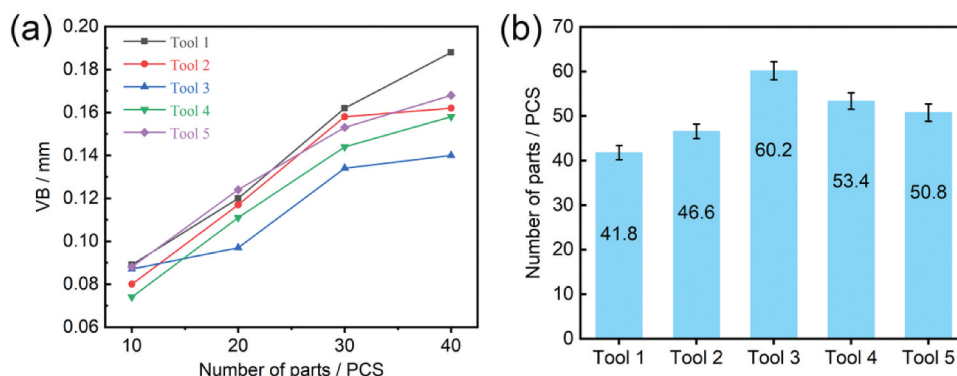 (a)
0.20
0.18
0.16
0.14
0.12
0.10
0.08
0.06
VB / mm
Tool 1
Tool 2
Tool 3
Tool 4
Tool 5
10 20 30 40
Number of parts / PCS
(b)
70
60
50
40
30
20
10
0
Number of parts / PCS
41.8
46.6
60.2
53.4
50.8
Tool 1 Tool 2 Tool 3 Tool 4 Tool 5